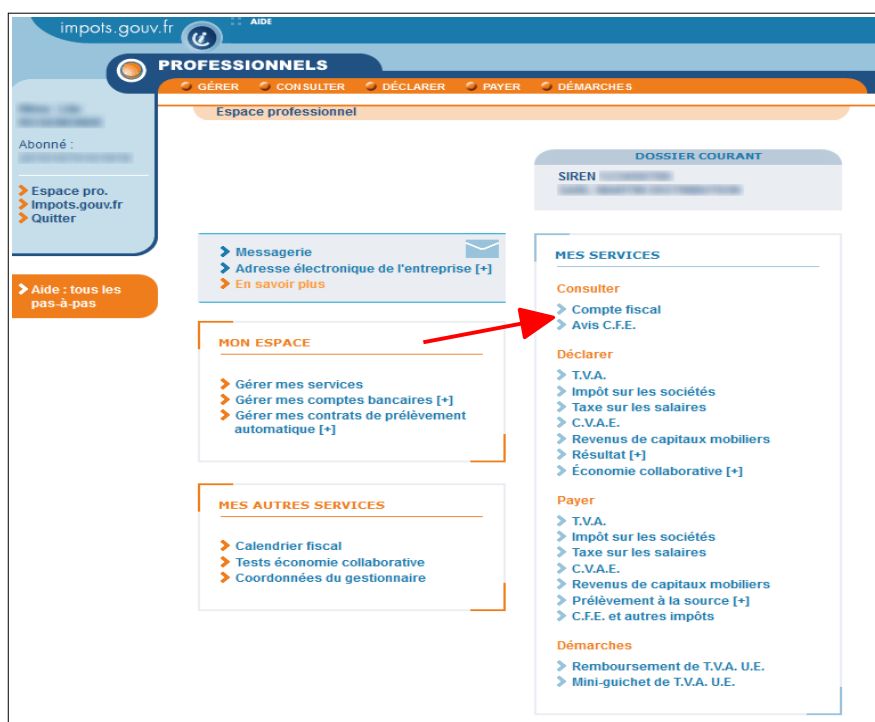 impots.gouv.fr
AIDE
PROFESSIONNELS
GÉRER CONSULTER DÉCLARER PAYER DÉMARCHES
Espace professionnel
Abonné :
Espace pro.
Impots.gouv.fr
Quitter
Aide : tous les
pas-à-pas
Messagerie
Adresse électronique de l'entreprise [+]
En savoir plus
MON ESPACE
Gérer mes services
Gérer mes comptes bancaires [+]
Gérer mes contrats de prélèvement
automatique [+]
MES AUTRES SERVICES
Calendrier fiscal
Tests économie collaborative
Coordonnées du gestionnaire
DOSSIER COURANT
SIREN
MES SERVICES
Consulter
Compte fiscal
Avis C.F.E.
Déclarer
T.V.A.
Impôt sur les sociétés
Taxe sur les salaires
C.V.A.E.
Revenus de capitaux mobiliers
Résultat [+]
Économie collaborative [+]
Payer
T.V.A.
Impôt sur les sociétés
Taxe sur les salaires
C.V.A.E.
Revenus de capitaux mobiliers
Prélèvement à la source [+]
C.F.E. et autres impôts
Démarches
Remboursement de T.V.A. U.E.
Mini-guichet de T.V.A. U.E.